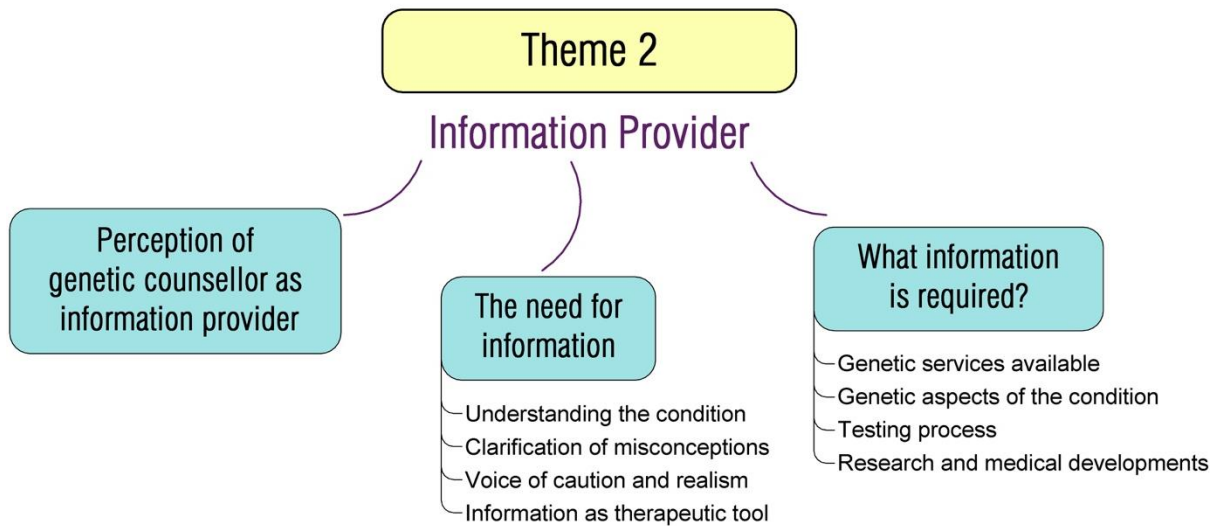 Theme 2
Information Provider
Perception of
genetic counsellor as
information provider
The need for
information
Understanding the condition
Clarification of misconceptions
Voice of caution and realism
Information as therapeutic tool
What information
is required?
Genetic services available
Genetic aspects of the condition
Testing process
Research and medical developments